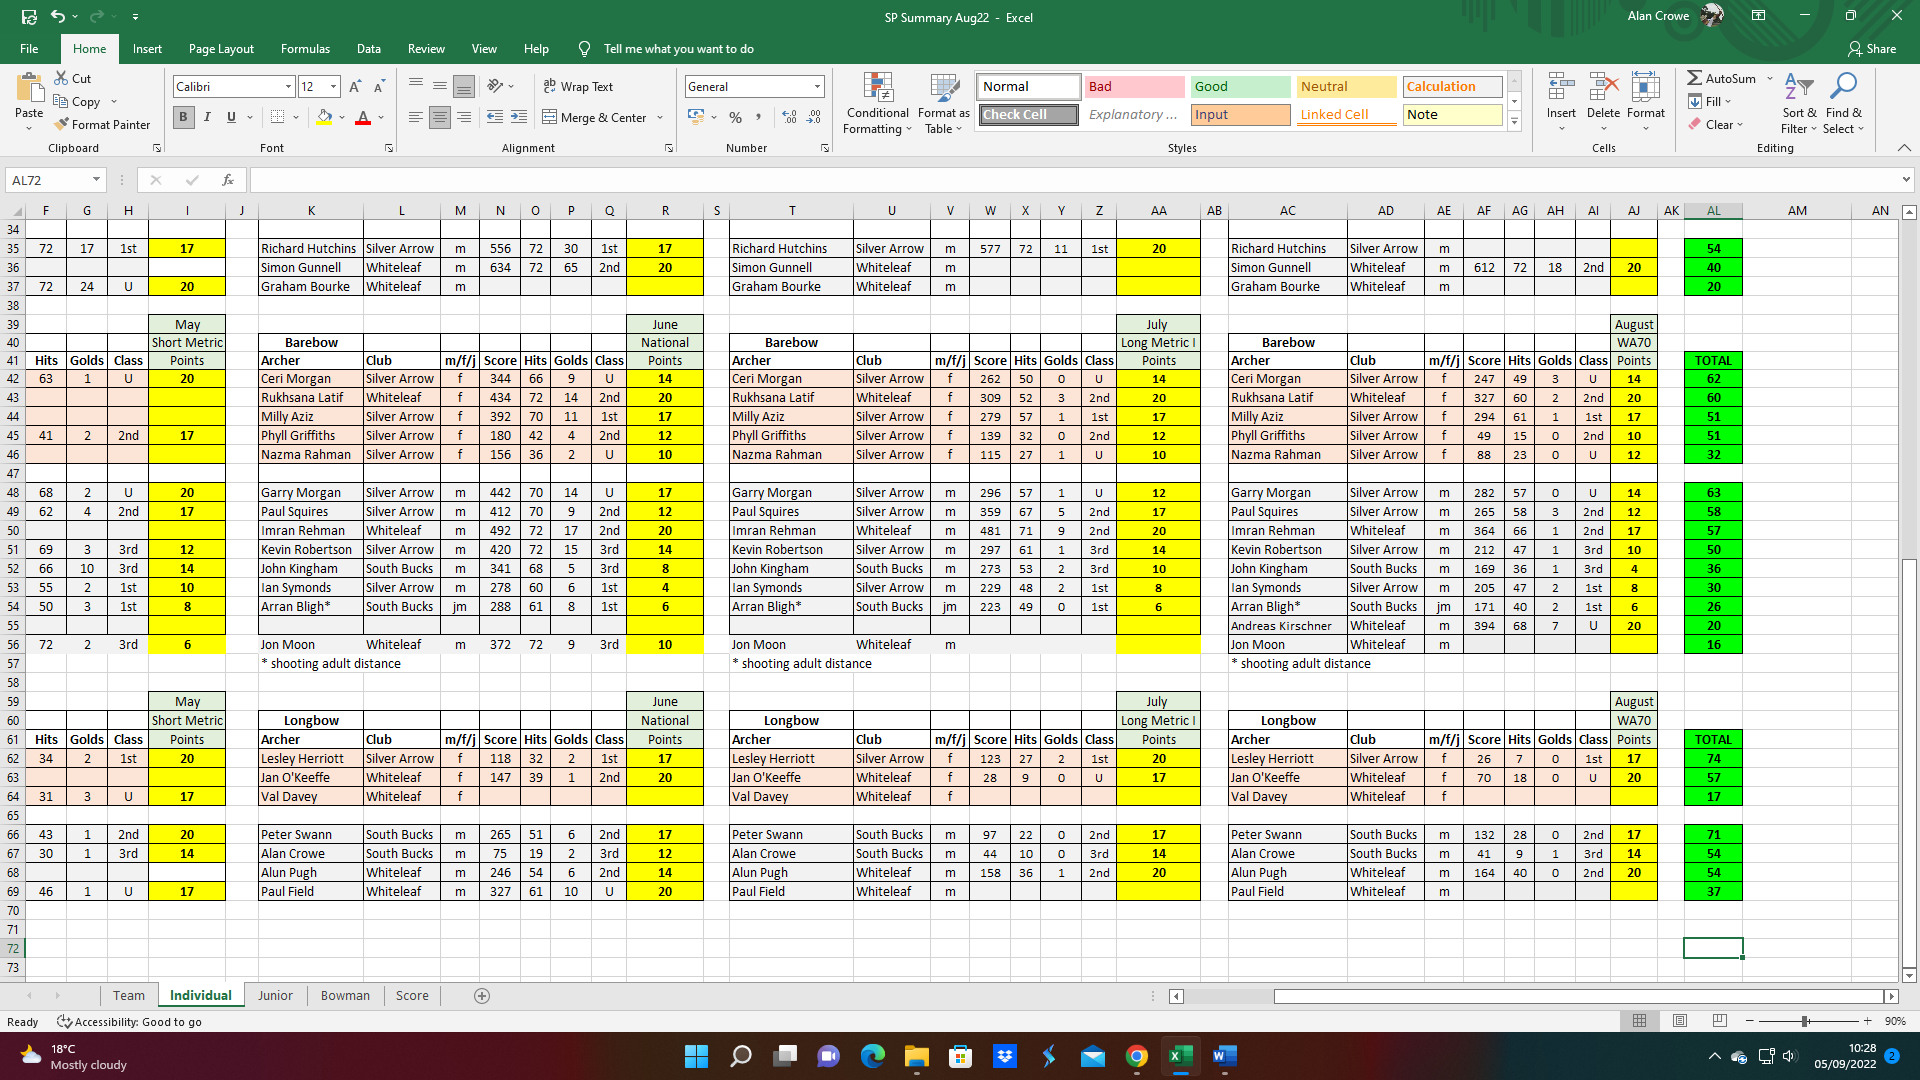 SP Summary Aug22 - Excel
Alan Crowe
File Home Insert Page Layout Formulas Data Review View Help Tell me what you want to do Share
Paste Cut Copy Format Painter Clipboard
Calibri 12 B I U A Font
Wrap Text Merge & Center Alignment
General % Number
Conditional Formatting Format as Table
Normal Bad Good Neutral Calculation
Check Cell Explanatory ... Input Linked Cell Note
Styles
Insert Delete Format Cells
AutoSum Fill Clear Sort & Filter Find & Select Editing
AL72 fx
F G H I J K L M N O P Q R S T U V W X Y Z AA AB AC AD AE AF AG AH AI AJ AK AL AM AN
34
35 72 17 1st 17 Richard Hutchins Silver Arrow m 556 72 30 1st 17 Richard Hutchins Silver Arrow m 577 72 11 1st 20 Richard Hutchins Silver Arrow m 54
36 Simon Gunnell Whiteleaf m 634 72 65 2nd 20 Simon Gunnell Whiteleaf m Simon Gunnell Whiteleaf m 612 72 18 2nd 20 40
37 72 24 U 20 Graham Bourke Whiteleaf m Graham Bourke Whiteleaf m Graham Bourke Whiteleaf m 20
38
39 May June July August
40 Short Metric Barebow National Barebow Long Metric I Barebow WA70
41 Hits Golds Class Points Archer Club m/f/j Score Hits Golds Class Points Archer Club m/f/j Score Hits Golds Class Points Archer Club m/f/j Score Hits Golds Class Points TOTAL
42 63 1 U 20 Ceri Morgan Silver Arrow f 344 66 9 U 14 Ceri Morgan Silver Arrow f 262 50 0 U 14 Ceri Morgan Silver Arrow f 247 49 3 U 14 62
43 Rukhsana Latif Whiteleaf f 434 72 14 2nd 20 Rukhsana Latif Whiteleaf f 309 52 3 2nd 20 Rukhsana Latif Whiteleaf f 327 60 2 2nd 20 60
44 Milly Aziz Silver Arrow f 392 70 11 1st 17 Milly Aziz Silver Arrow f 279 57 1 1st 17 Milly Aziz Silver Arrow f 294 61 1 1st 17 51
45 41 2 2nd 17 Phyll Griffiths Silver Arrow f 180 42 4 2nd 12 Phyll Griffiths Silver Arrow f 139 32 0 2nd 12 Phyll Griffiths Silver Arrow f 49 15 0 2nd 10 51
46 Nazma Rahman Silver Arrow f 156 36 2 U 10 Nazma Rahman Silver Arrow f 115 27 1 U 10 Nazma Rahman Silver Arrow f 88 23 0 U 12 32
47
48 68 2 U 20 Garry Morgan Silver Arrow m 442 70 14 U 17 Garry Morgan Silver Arrow m 296 57 1 U 12 Garry Morgan Silver Arrow m 282 57 0 U 14 63
49 62 4 2nd 17 Paul Squires Silver Arrow m 412 70 9 2nd 12 Paul Squires Silver Arrow m 359 67 5 2nd 17 Paul Squires Silver Arrow m 265 58 3 2nd 12 58
50 Imran Rehman Whiteleaf m 492 72 17 2nd 20 Imran Rehman Whiteleaf m 481 71 9 2nd 20 Imran Rehman Whiteleaf m 364 66 1 2nd 17 57
51 69 3 3rd 12 Kevin Robertson Silver Arrow m 420 72 15 3rd 14 Kevin Robertson Silver Arrow m 297 61 1 3rd 14 Kevin Robertson Silver Arrow m 212 47 1 3rd 10 50
52 66 10 3rd 14 John Kingham South Bucks m 341 68 5 3rd 8 John Kingham South Bucks m 273 53 2 3rd 10 John Kingham South Bucks m 169 36 1 3rd 4 36
53 55 2 1st 10 Ian Symonds Silver Arrow m 278 60 6 1st 4 Ian Symonds Silver Arrow m 229 48 2 1st 8 Ian Symonds Silver Arrow m 205 47 2 1st 8 30
54 50 3 1st 8 Arran Bligh* South Bucks jm 288 61 8 1st 6 Arran Bligh* South Bucks jm 223 49 0 1st 6 Arran Bligh* South Bucks jm 171 40 2 1st 6 26
55 Andreas Kirschner Whiteleaf m 394 68 7 U 20 20
56 72 2 3rd 6 Jon Moon Whiteleaf m 372 72 9 3rd 10 Jon Moon Whiteleaf m Jon Moon Whiteleaf m 16
57 * shooting adult distance * shooting adult distance * shooting adult distance
58
59 May June July August
60 Short Metric Longbow National Longbow Long Metric I Longbow WA70
61 Hits Golds Class Points Archer Club m/f/j Score Hits Golds Class Points Archer Club m/f/j Score Hits Golds Class Points Archer Club m/f/j Score Hits Golds Class Points TOTAL
62 34 2 1st 20 Lesley Herriott Silver Arrow f 118 32 2 1st 17 Lesley Herriott Silver Arrow f 123 27 2 1st 20 Lesley Herriott Silver Arrow f 26 7 0 1st 17 74
63 Jan O'Keeffe Whiteleaf f 147 39 1 2nd 20 Jan O'Keeffe Whiteleaf f 28 9 0 U 17 Jan O'Keeffe Whiteleaf f 70 18 0 U 20 57
64 31 3 U 17 Val Davey Whiteleaf f Val Davey Whiteleaf f Val Davey Whiteleaf f 17
65
66 43 1 2nd 20 Peter Swann South Bucks m 265 51 6 2nd 17 Peter Swann South Bucks m 97 22 0 2nd 17 Peter Swann South Bucks m 132 28 0 2nd 17 71
67 30 1 3rd 14 Alan Crowe South Bucks m 75 19 2 3rd 12 Alan Crowe South Bucks m 44 10 0 3rd 14 Alan Crowe South Bucks m 41 9 1 3rd 14 54
68 Alun Pugh Whiteleaf m 246 54 6 2nd 14 Alun Pugh Whiteleaf m 158 36 1 2nd 20 Alun Pugh Whiteleaf m 164 40 0 2nd 20 54
69 46 1 U 17 Paul Field Whiteleaf m 327 61 10 U 20 Paul Field Whiteleaf m Paul Field Whiteleaf m 37
70
71
72
73
Team Individual Junior Bowman Score
Ready Accessibility: Good to go 90%
18°C
Mostly cloudy
10:28
05/09/2022 2